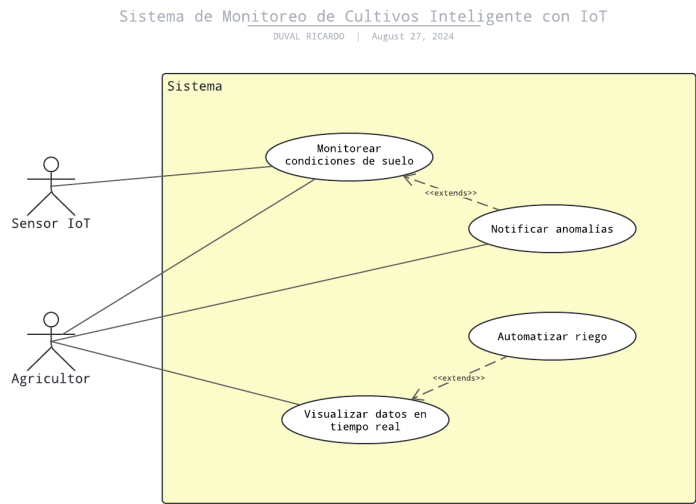 Sistema de Monitoreo de Cultivos Inteligente con IoT
DUVAL RICARDO | August 27, 2024
Sistema
Monitorear
condiciones de suelo
<<extends>>
Sensor IoT
Notificar anomalías
Automatizar riego
Agricultor
<<extends>>
Visualizar datos en
tiempo real